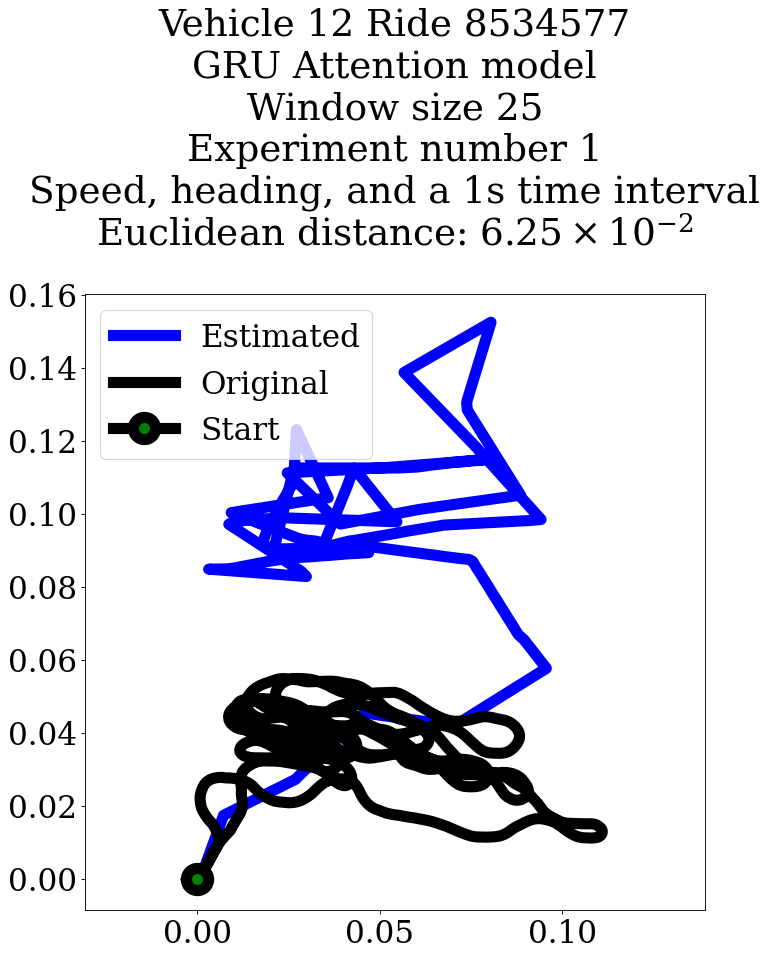 Vehicle 12 Ride 8534577
GRU Attention model
Window size 25
Experiment number 1
Speed, heading, and a 1s time interval
Euclidean distance: 6.25 × 10⁻²
0.16
0.14
0.12
0.10
0.08
0.06
0.04
0.02
0.00
Estimated
Original
Start
0.00 0.05 0.10